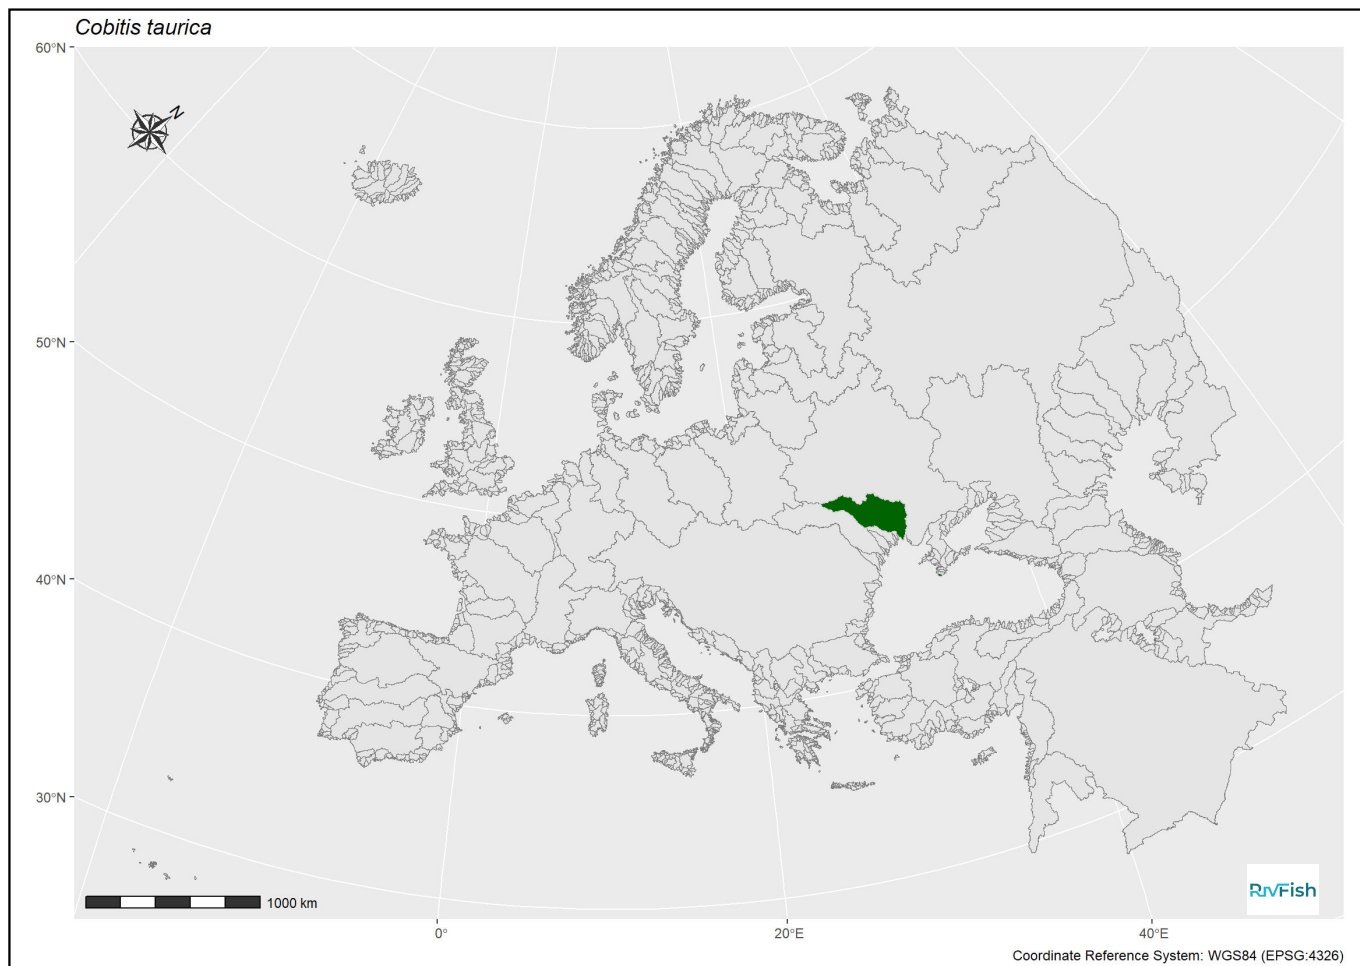 Cobitis taurica
60°N
N
50°N
40°N
30°N
1000 km
RivFish
0°
20°E
40°E
Coordinate Reference System: WGS84 (EPSG:4326)